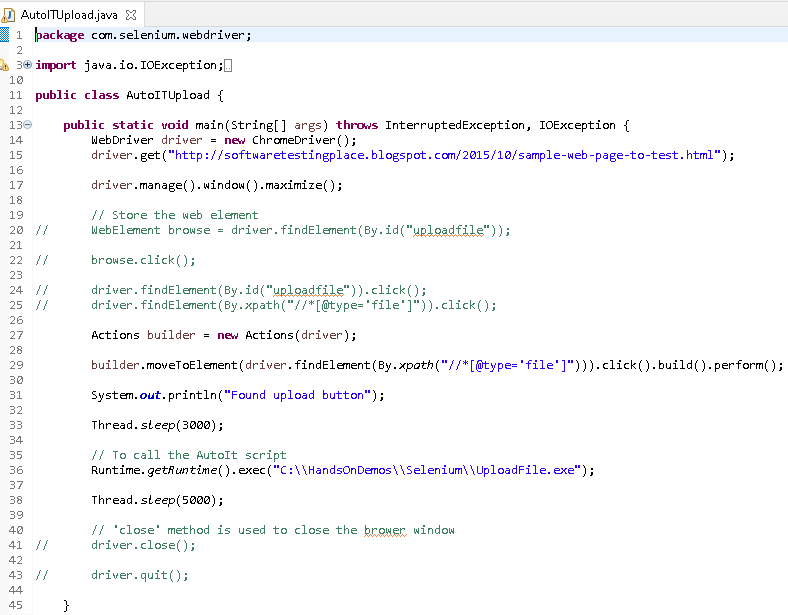 AutoITUpload.java
1 package com.selenium.webdriver;
2
3 import java.io.IOException;
10
11 public class AutoITUpload {
12
13 public static void main(String[] args) throws InterruptedException, IOException {
14 WebDriver driver = new ChromeDriver();
15 driver.get("http://softwaretestingplace.blogspot.com/2015/10/sample-web-page-to-test.html");
16
17 driver.manage().window().maximize();
18
19 // Store the web element
20 // WebElement browse = driver.findElement(By.id("uploadfile"));
21
22 // browse.click();
23
24 // driver.findElement(By.id("uploadfile")).click();
25 // driver.findElement(By.xpath("//*[@type='file']")).click();
26
27 Actions builder = new Actions(driver);
28
29 builder.moveToElement(driver.findElement(By.xpath("//*[@type='file']"))).click().build().perform();
30
31 System.out.println("Found upload button");
32
33 Thread.sleep(3000);
34
35 // To call the AutoIt script
36 Runtime.getRuntime().exec("C:\\HandsOnDemos\\Selenium\\UploadFile.exe");
37
38 Thread.sleep(5000);
39
40 // 'close' method is used to close the brower window
41 // driver.close();
42
43 // driver.quit();
44
45 }